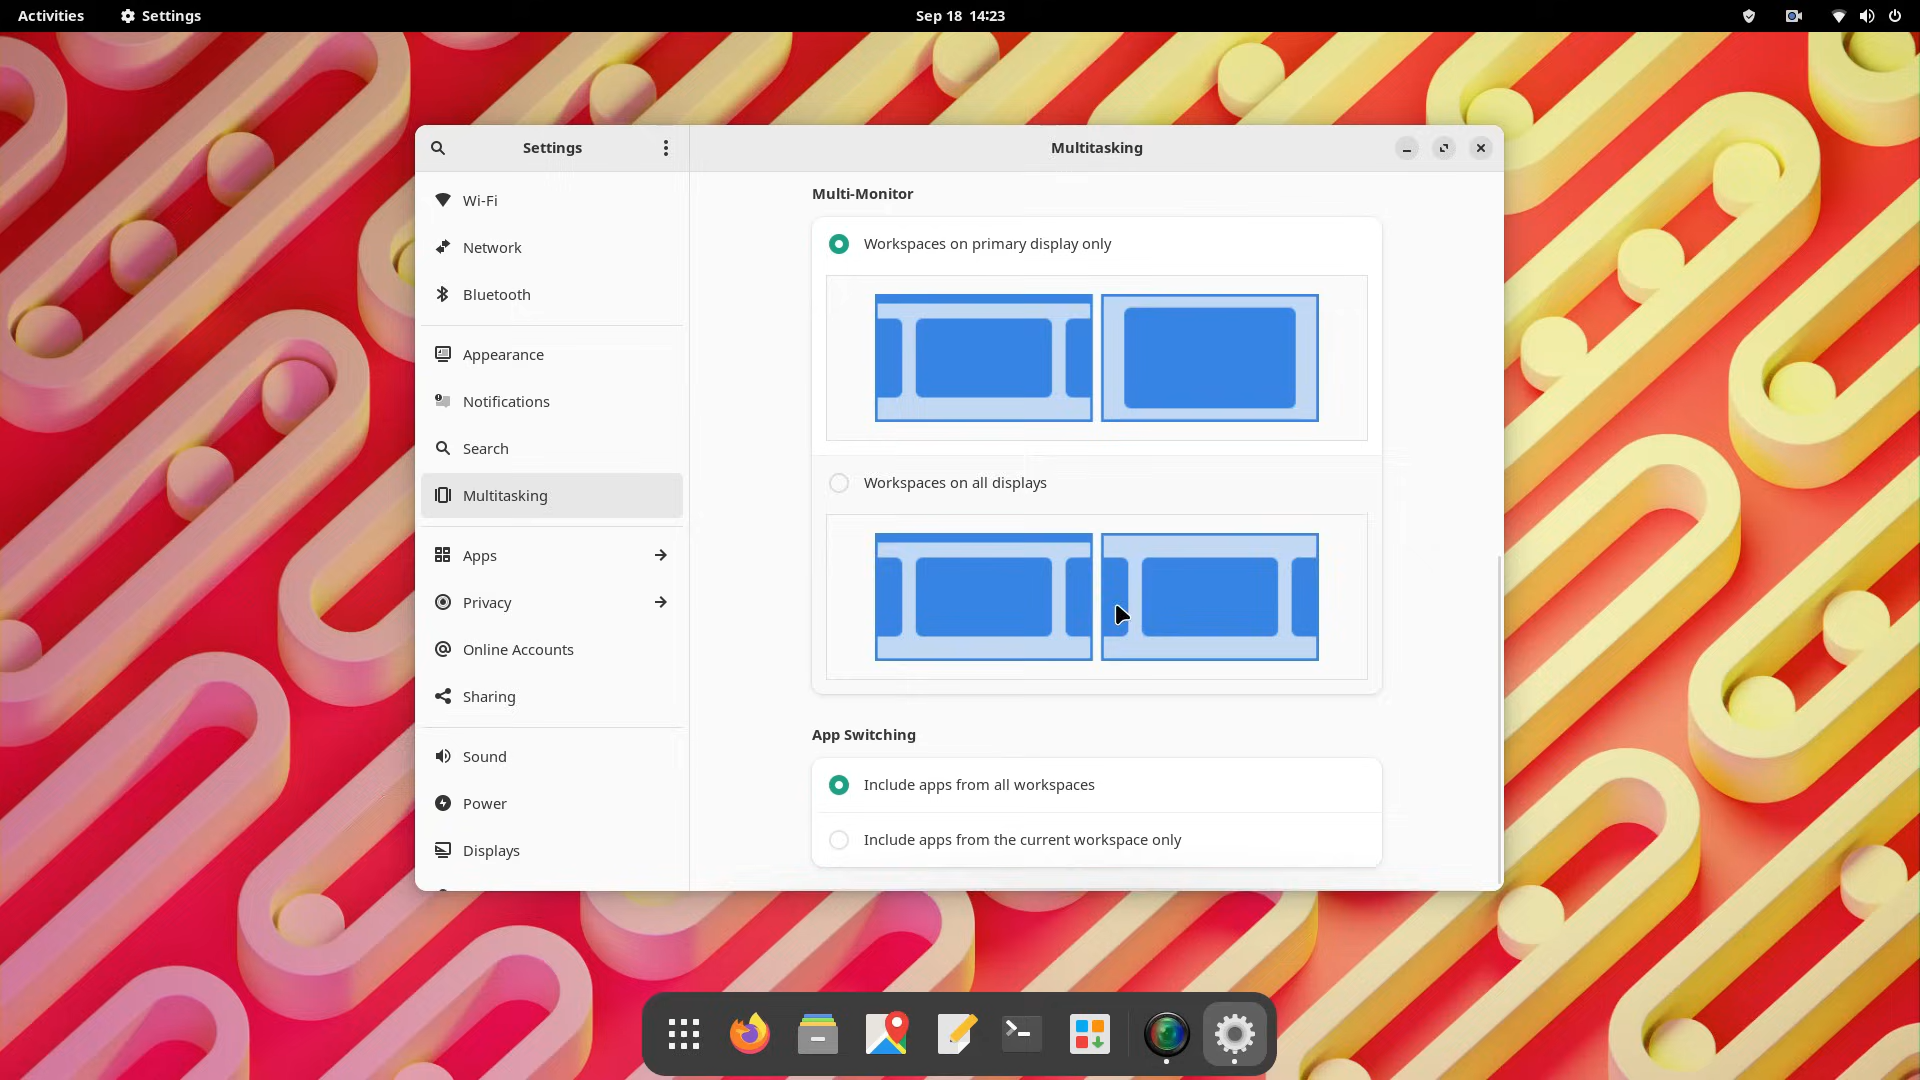 Activities
Settings
Sep 18 14:23
Settings
Multitasking
Wi-Fi
Network
Bluetooth
Appearance
Notifications
Search
Multitasking
Apps
Privacy
Online Accounts
Sharing
Sound
Power
Displays
Multi-Monitor
Workspaces on primary display only
Workspaces on all displays
App Switching
Include apps from all workspaces
Include apps from the current workspace only